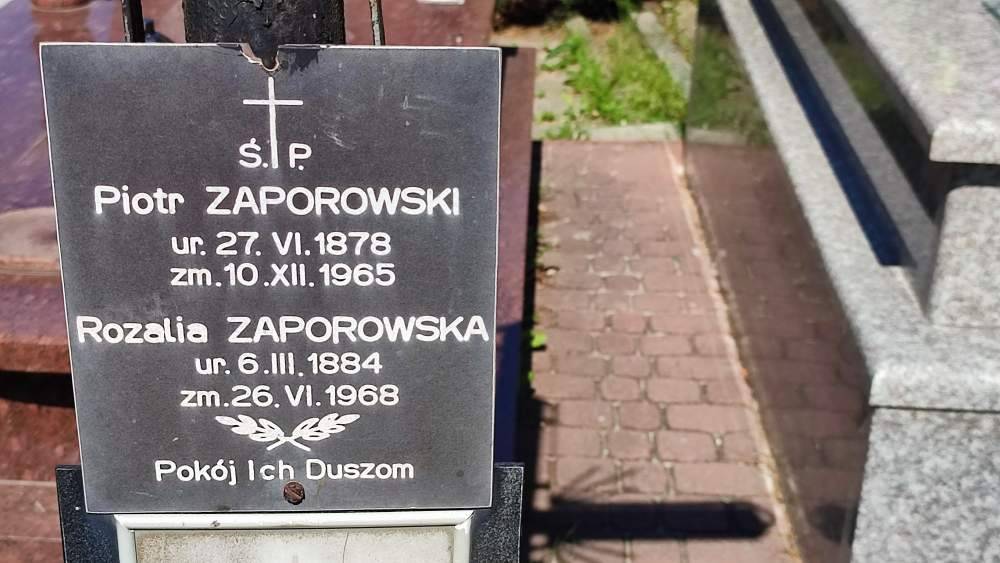 Ś. P.
Piotr ZAPOROWSKI
ur. 27. VI. 1878
zm. 10. XII. 1965
Rozalia ZAPOROWSKA
ur. 6. III. 1884
zm. 26. VI. 1968
Pokój Ich Duszom